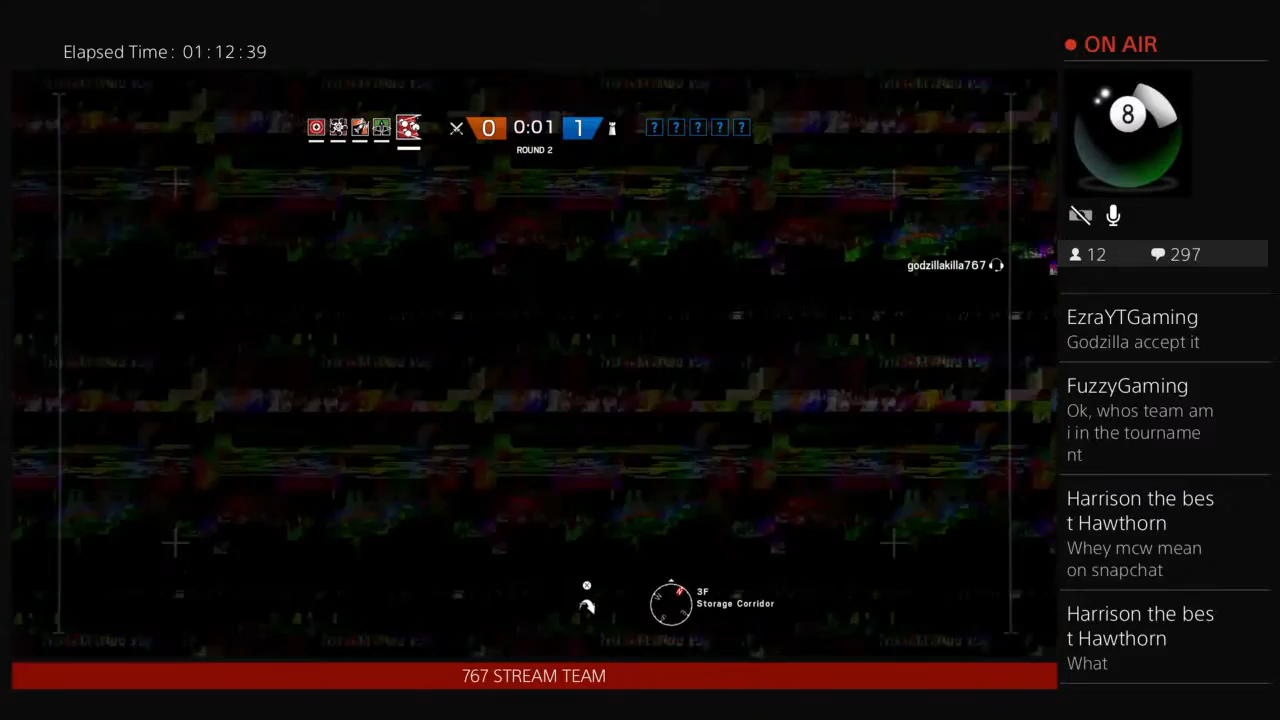 Elapsed Time: 01:12:39
ON AIR
8
0 0:01 1
? ? ? ? ?
ROUND 2
12 297
godzillakilla767
EzraYTGaming
Godzilla accept it
FuzzyGaming
Ok, whos team am
i in the tourname
nt
Harrison the bes
t Hawthorn
Whey mcw mean
on snapchat
3F
Storage Corridor
Harrison the bes
t Hawthorn
What
767 STREAM TEAM